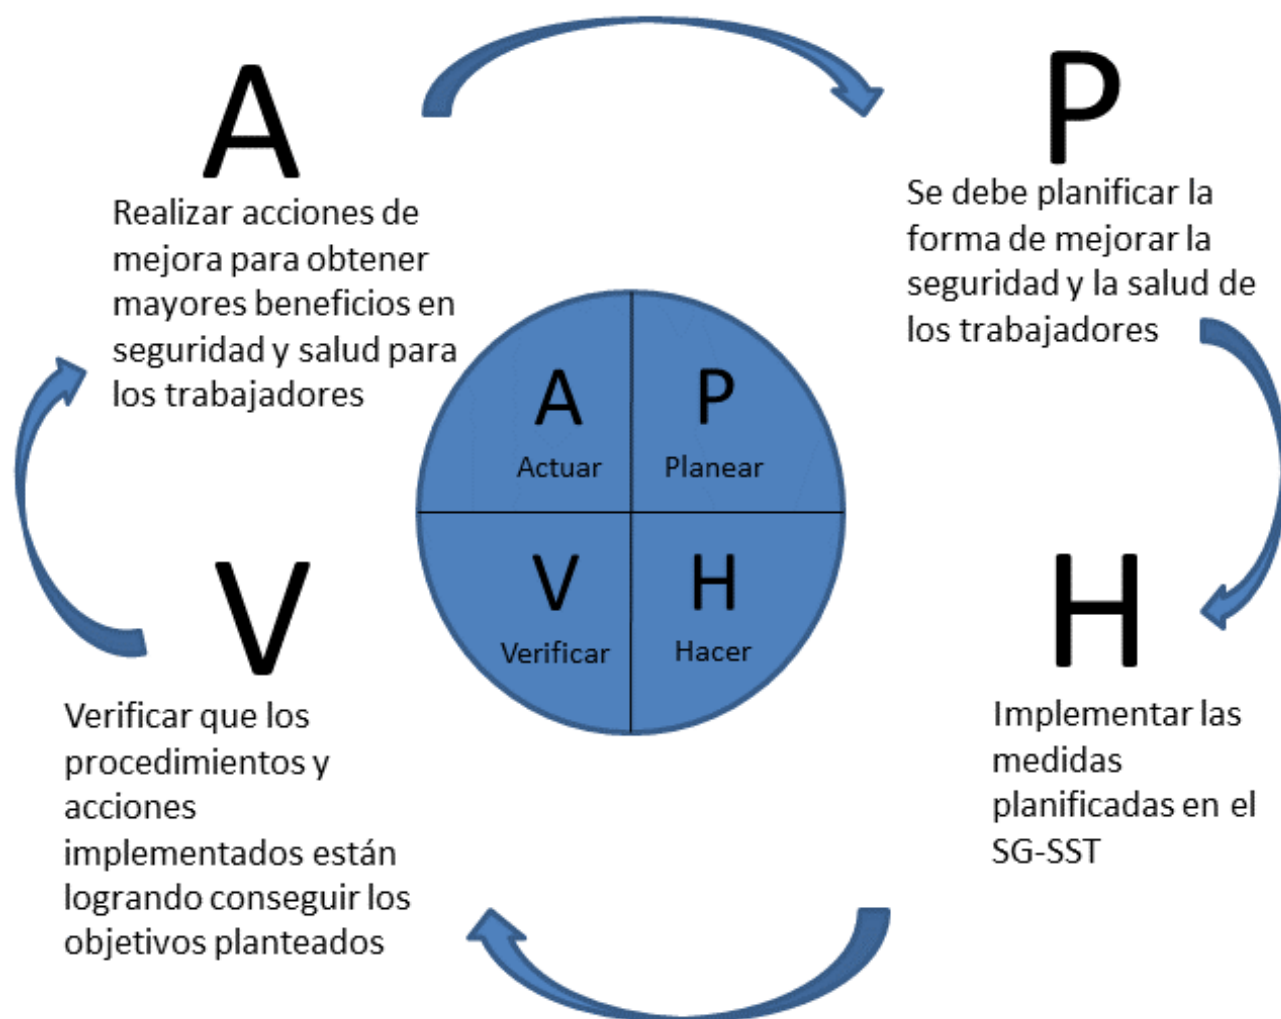 A
Realizar acciones de
mejora para obtener
mayores beneficios en
seguridad y salud para
los trabajadores
P
Se debe planificar la
forma de mejorar la
seguridad y la salud de
los trabajadores
A
Actuar
P
Planear
V
Verificar
H
Hacer
V
Verificar que los
procedimientos y
acciones
implementados están
logrando conseguir los
objetivos planteados
H
Implementar las
medidas
planificadas en el
SG-SST